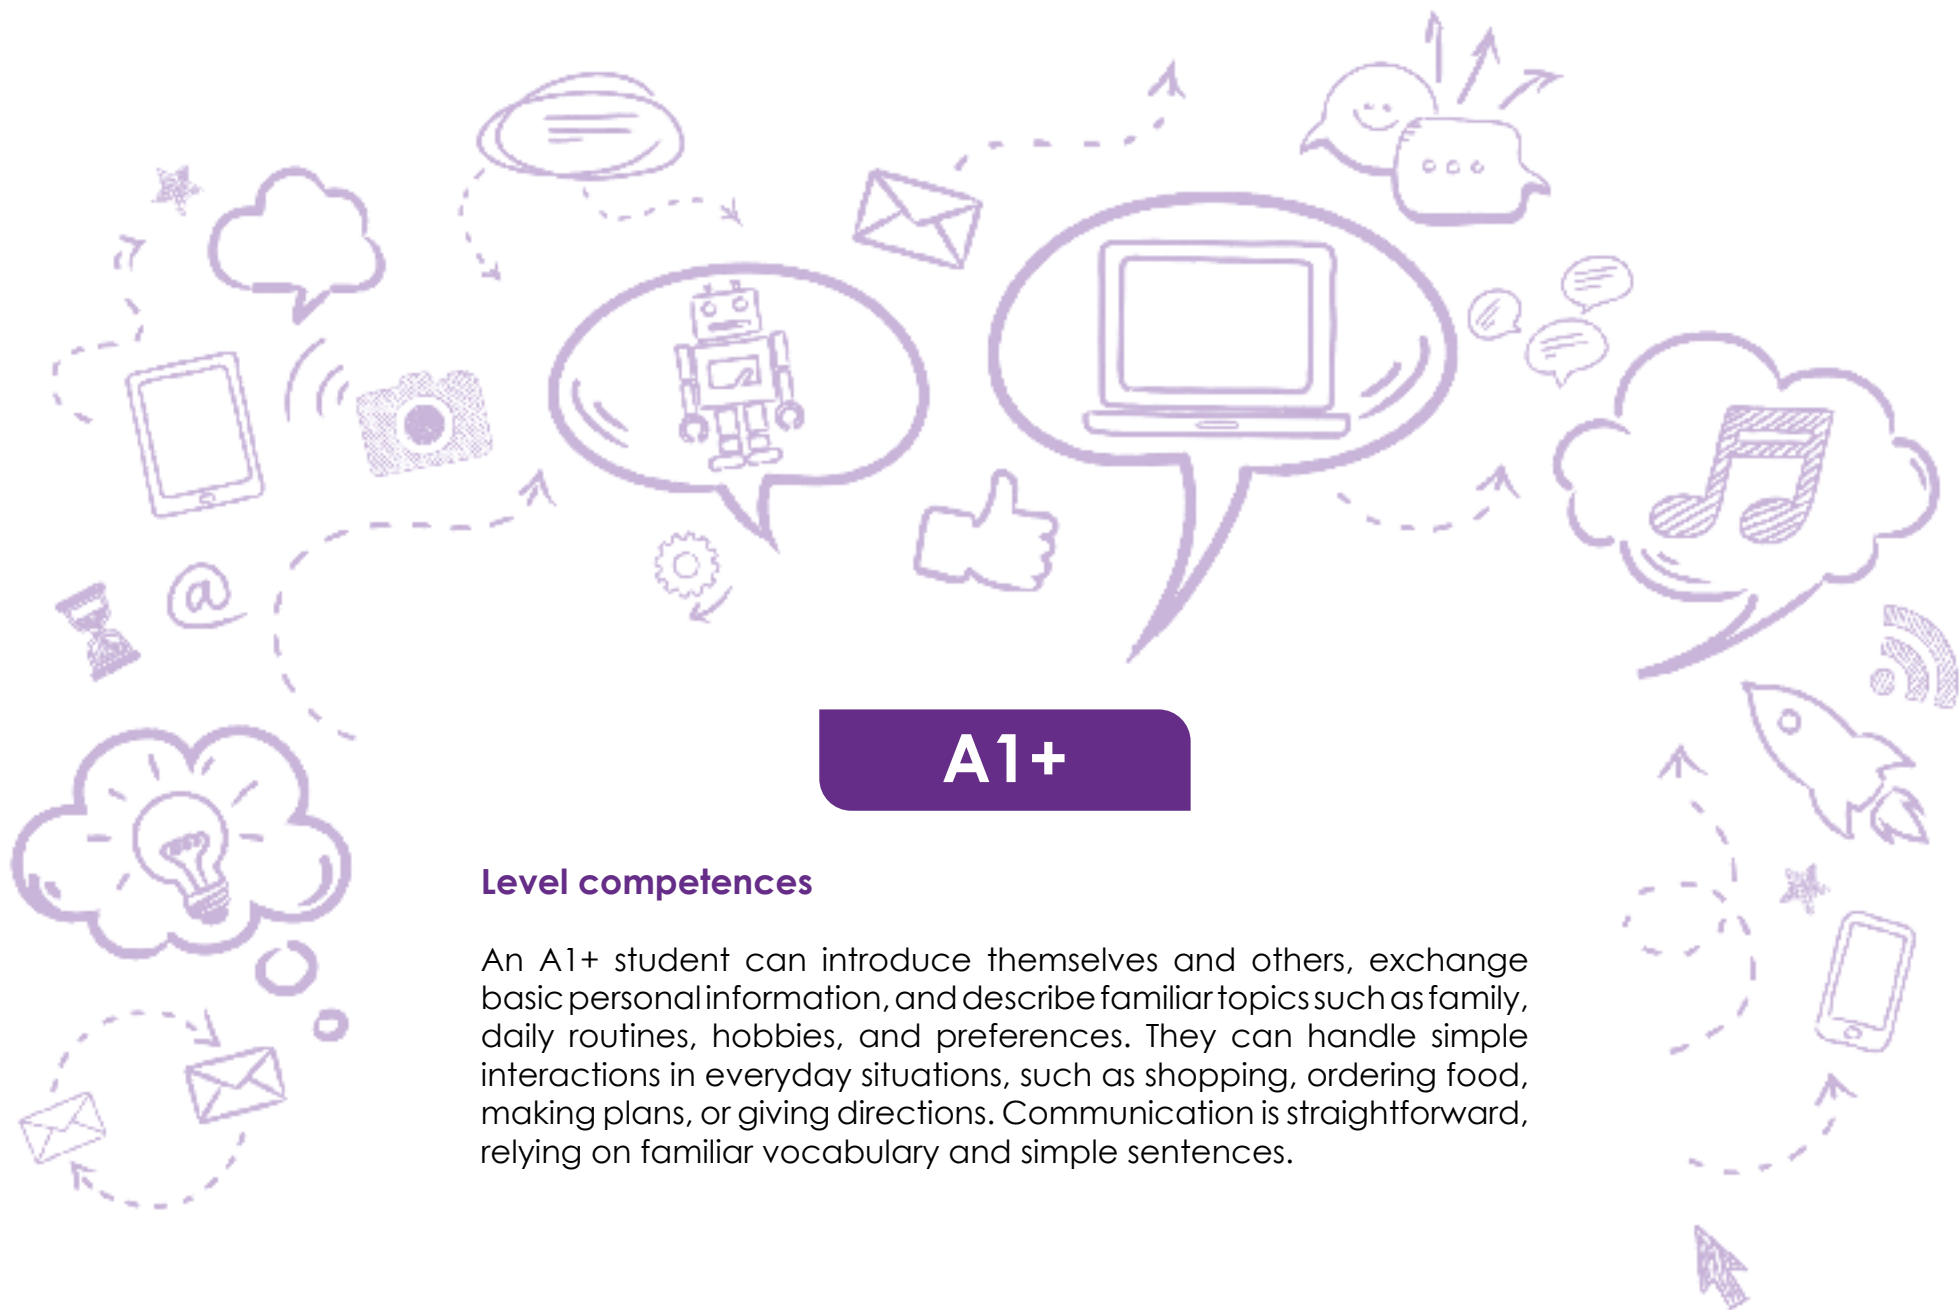 A1+
Level competences
An A1+ student can introduce themselves and others, exchange
basic personal information, and describe familiar topics such as family,
daily routines, hobbies, and preferences. They can handle simple
interactions in everyday situations, such as shopping, ordering food,
making plans, or giving directions. Communication is straightforward,
relying on familiar vocabulary and simple sentences.